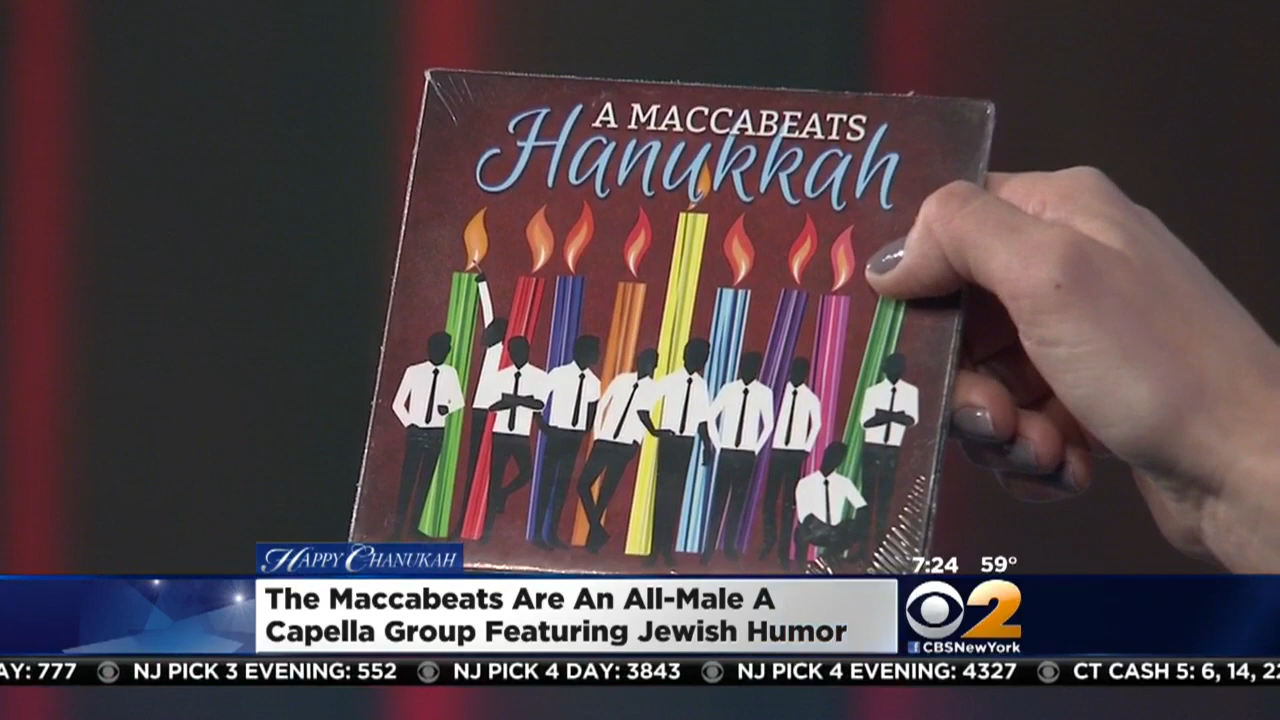 A MACCABEATS
Hanukkah
HAPPY CHANUKAH
7:24 59°
The Maccabeats Are An All-Male A
Capella Group Featuring Jewish Humor
2
f CBSNewYork
AY: 777 NJ PICK 3 EVENING: 552 NJ PICK 4 DAY: 3843 NJ PICK 4 EVENING: 4327 CT CASH 5: 6, 14, 22